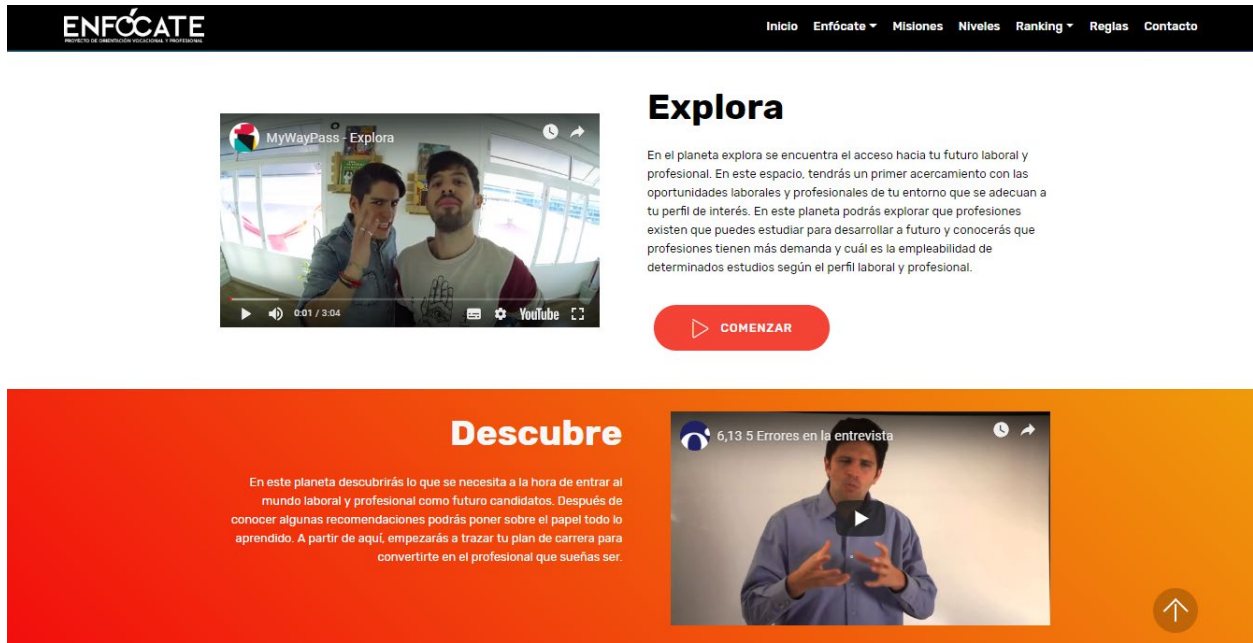 ENFÓCATE
PROYECTO DE ORIENTACIÓN VOCACIONAL Y PROFESIONAL
Inicio Enfócate Misiones Niveles Ranking Reglas Contacto
MyWayPass - Explora
0:01 / 3:04
YouTube
Explora
En el planeta explora se encuentra el acceso hacia tu futuro laboral y
profesional. En este espacio, tendrás un primer acercamiento con las
oportunidades laborales y profesionales de tu entorno que se adecuan a
tu perfil de interés. En este planeta podrás explorar que profesiones
existen que puedes estudiar para desarrollar a futuro y conocerás que
profesiones tienen más demanda y cuál es la empleabilidad de
determinados estudios según el perfil laboral y profesional.
COMENZAR
Descubre
En este planeta descubrirás lo que se necesita a la hora de entrar al
mundo laboral y profesional como futuro candidatos. Después de
conocer algunas recomendaciones podrás poner sobre el papel todo lo
aprendido. A partir de aquí, empezarás a trazar tu plan de carrera para
convertirte en el profesional que sueñas ser.
6,13 5 Errores en la entrevista